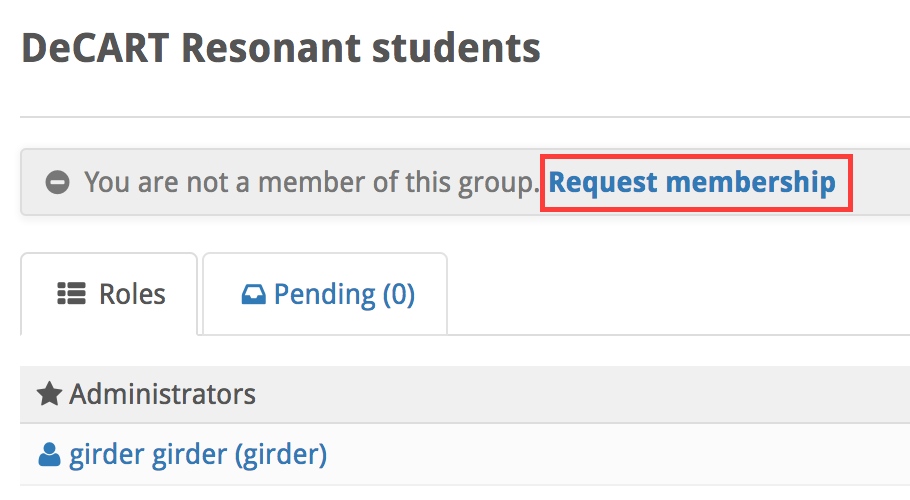 DeCART Resonant students
You are not a member of this group. Request membership
Roles
Pending (0)
Administrators
girder girder (girder)